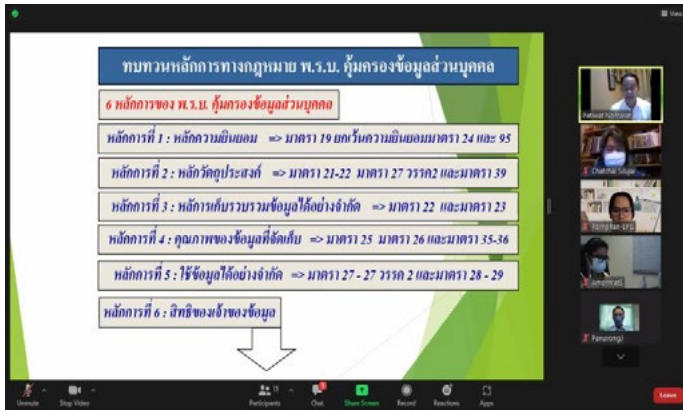 View
ทบทวนหลักการทางกฎหมาย พ.ร.บ. คุ้มครองข้อมูลส่วนบุคคล
6 หลักการของ พ.ร.บ. คุ้มครองข้อมูลส่วนบุคคล
หลักการที่ 1 : หลักความยินยอม => มาตรา 19 ยกเว้นความยินยอมมาตรา 24 และ 95
หลักการที่ 2 : หลักวัตถุประสงค์ => มาตรา 21-22 มาตรา 27 วรรค2 และมาตรา 39
หลักการที่ 3 : หลักการเก็บรวบรวมข้อมูลได้อย่างจำกัด => มาตรา 22 และมาตรา 23
หลักการที่ 4 : คุณภาพของข้อมูลที่จัดเก็บ => มาตรา 25 มาตรา 26 และมาตรา 35-36
หลักการที่ 5 : ใช้ข้อมูลได้อย่างจำกัด => มาตรา 27 - 27 วรรค 2 และมาตรา 28 - 29
หลักการที่ 6 : สิทธิของเจ้าของข้อมูล
Unmute Stop Video Participants 15 Chat Share Screen Record Reactions Apps Leave